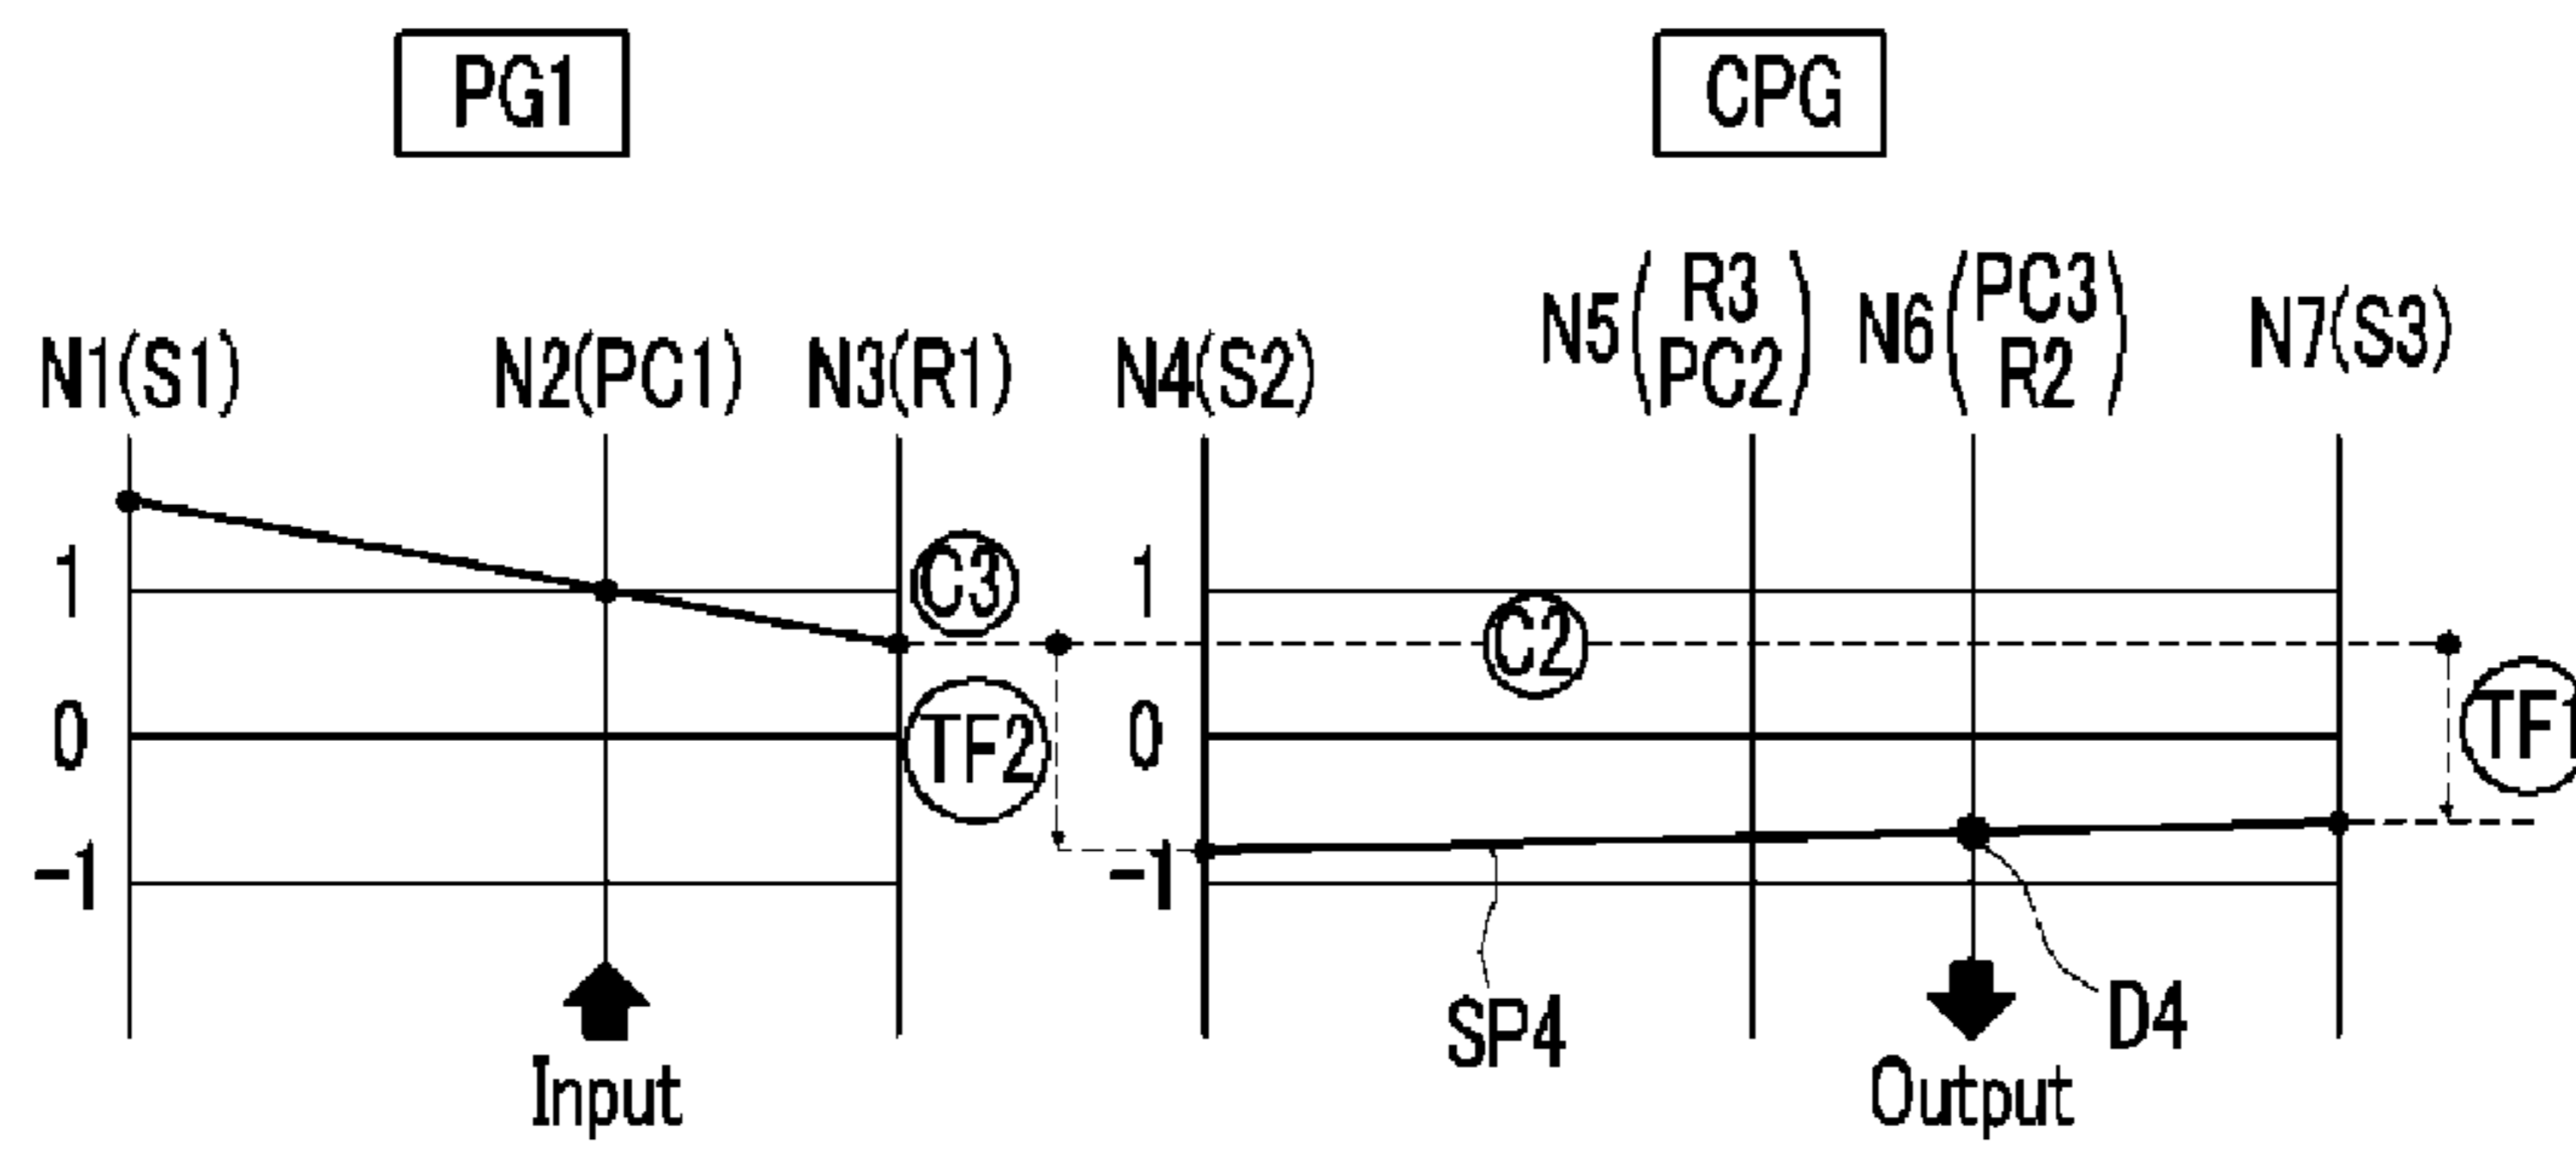 PG1 CPG
N1(S1) N2(PC1) N3(R1) N4(S2) N5(R3 PC2) N6(PC3 R2) N7(S3)
1 C3 1 C2
0 TF2 0 TF1
-1 -1
SP4 D4
Input Output